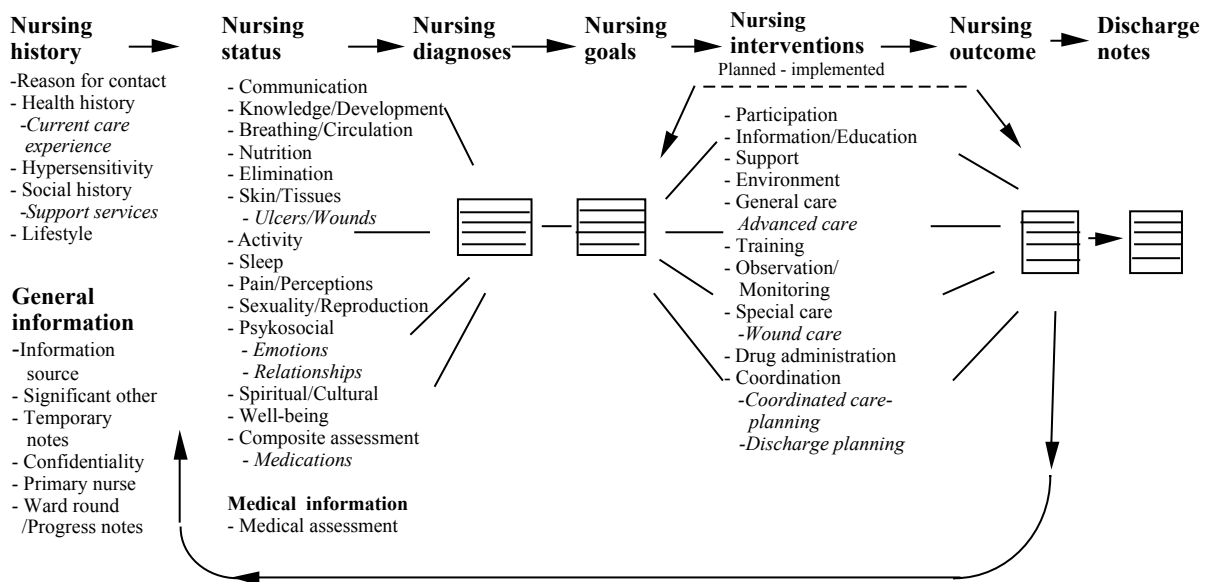 Nursing
history
-Reason for contact
- Health history
-Current care
experience
- Hypersensitivity
- Social history
-Support services
- Lifestyle
General
information
-Information
source
- Significant other
- Temporary
notes
- Confidentiality
- Primary nurse
- Ward round
/Progress notes
Nursing
status
- Communication
- Knowledge/Development
- Breathing/Circulation
- Nutrition
- Elimination
- Skin/Tissues
- Ulcers/Wounds
- Activity
- Sleep
- Pain/Perceptions
- Sexuality/Reproduction
- Psykosocial
- Emotions
- Relationships
- Spiritual/Cultural
- Well-being
- Composite assessment
- Medications
Medical information
- Medical assessment
Nursing
diagnoses
Nursing
goals
Nursing
interventions
Planned - implemented
- Participation
- Information/Education
- Support
- Environment
- General care
Advanced care
- Training
- Observation/
Monitoring
- Special care
-Wound care
- Drug administration
- Coordination
-Coordinated care-
planning
-Discharge planning
Nursing
outcome
Discharge
notes